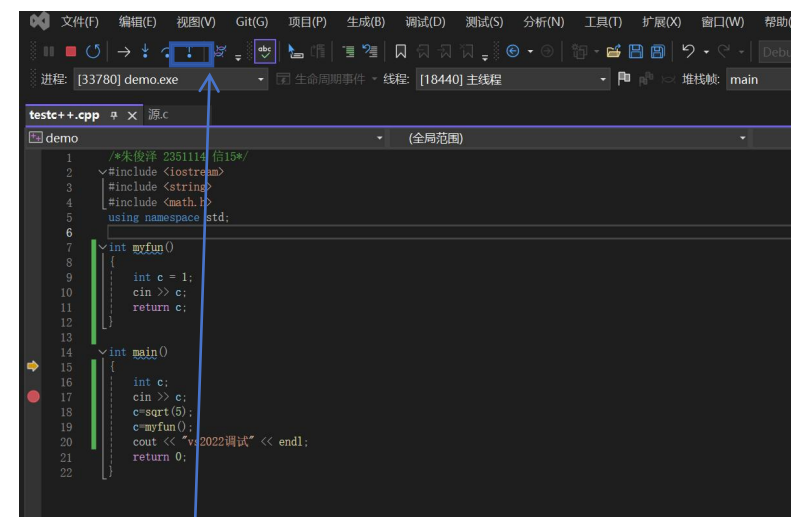 文件(F) 编辑(E) 视图(V) Git(G) 项目(P) 生成(B) 调试(D) 测试(S) 分析(N) 工具(T) 扩展(X) 窗口(W) 帮助(
abc Debu
进程: [33780] demo.exe 生命周期事件 线程: [18440] 主线程 堆栈帧: main
testc++.cpp 源.c
demo (全局范围)
1 /*朱俊泽 2351114 信15*/
2 #include <iostream>
3 #include <string>
4 #include <math.h>
5 using namespace std;
6
7 int myfun()
8 {
9 int c = 1;
10 cin >> c;
11 return c;
12 }
13
14 int main()
15 {
16 int c;
17 cin >> c;
18 c=sqrt(5);
19 c=myfun();
20 cout << "vs2022调试" << endl;
21 return 0;
22 }